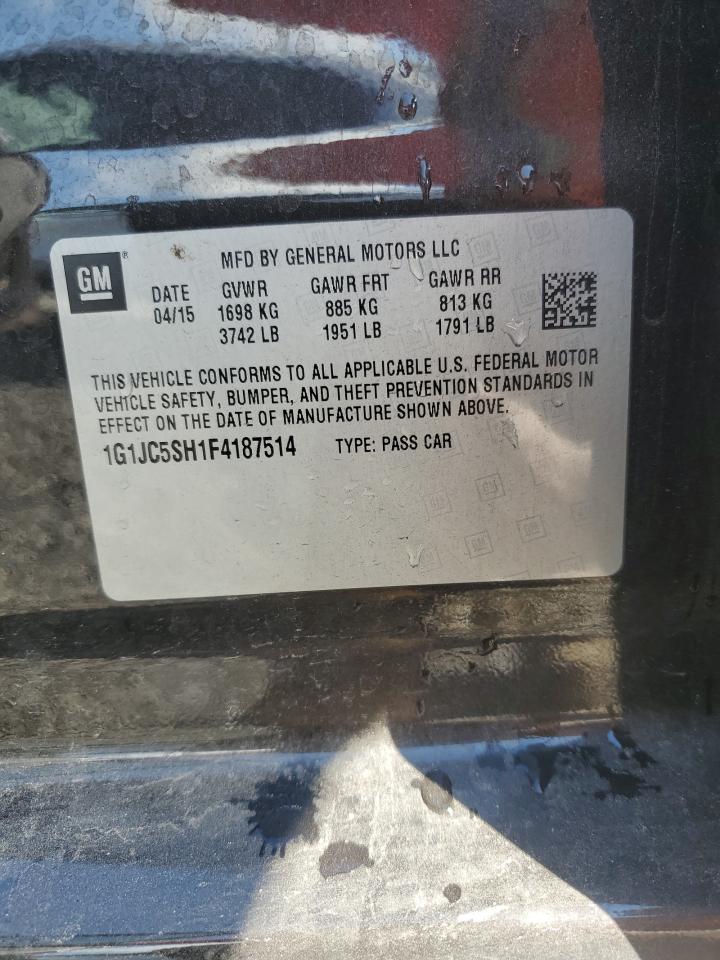 GM®
MFD BY GENERAL MOTORS LLC
DATE GVWR GAWR FRT GAWR RR
04/15 1698 KG 885 KG 813 KG
3742 LB 1951 LB 1791 LB
THIS VEHICLE CONFORMS TO ALL APPLICABLE U.S. FEDERAL MOTOR
VEHICLE SAFETY, BUMPER, AND THEFT PREVENTION STANDARDS IN
EFFECT ON THE DATE OF MANUFACTURE SHOWN ABOVE.
1G1JC5SH1F4187514 TYPE: PASS CAR